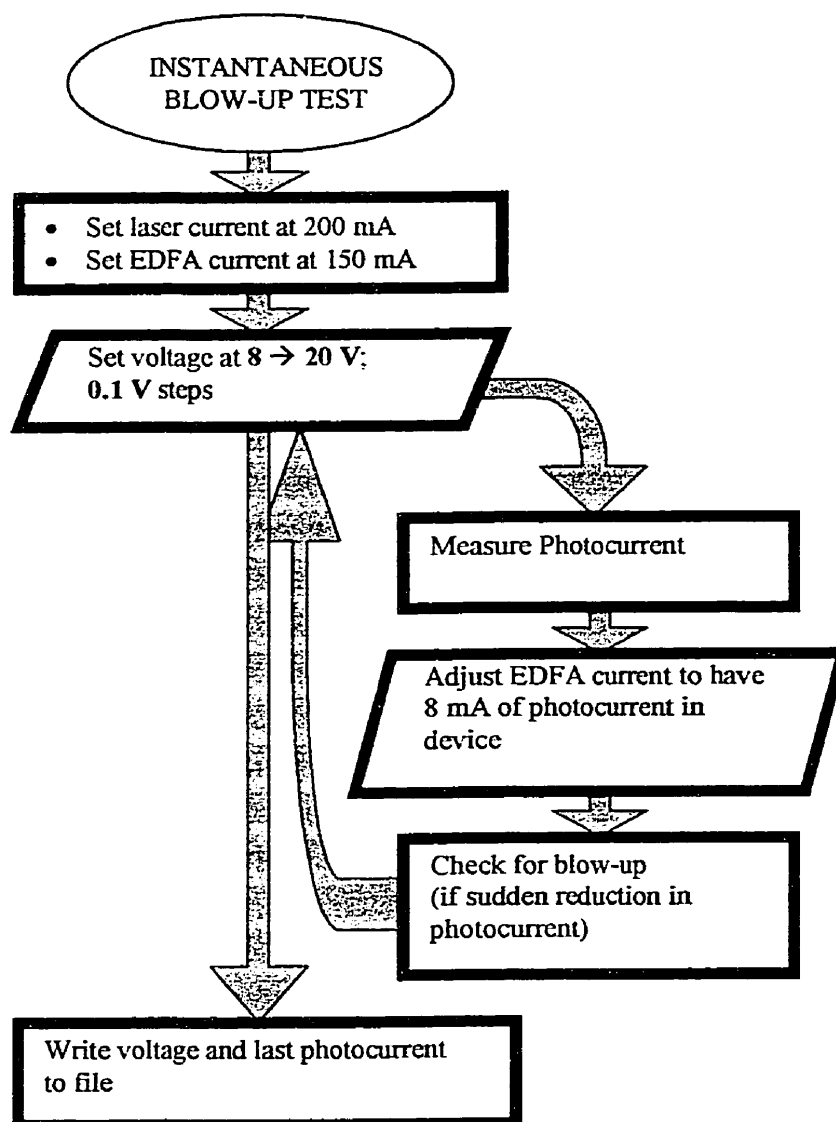 INSTANTANEOUS
BLOW-UP TEST
• Set laser current at 200 mA
• Set EDFA current at 150 mA
Set voltage at 8 → 20 V;
0.1 V steps
Measure Photocurrent
Adjust EDFA current to have
8 mA of photocurrent in
device
Check for blow-up
(if sudden reduction in
photocurrent)
Write voltage and last photocurrent
to file